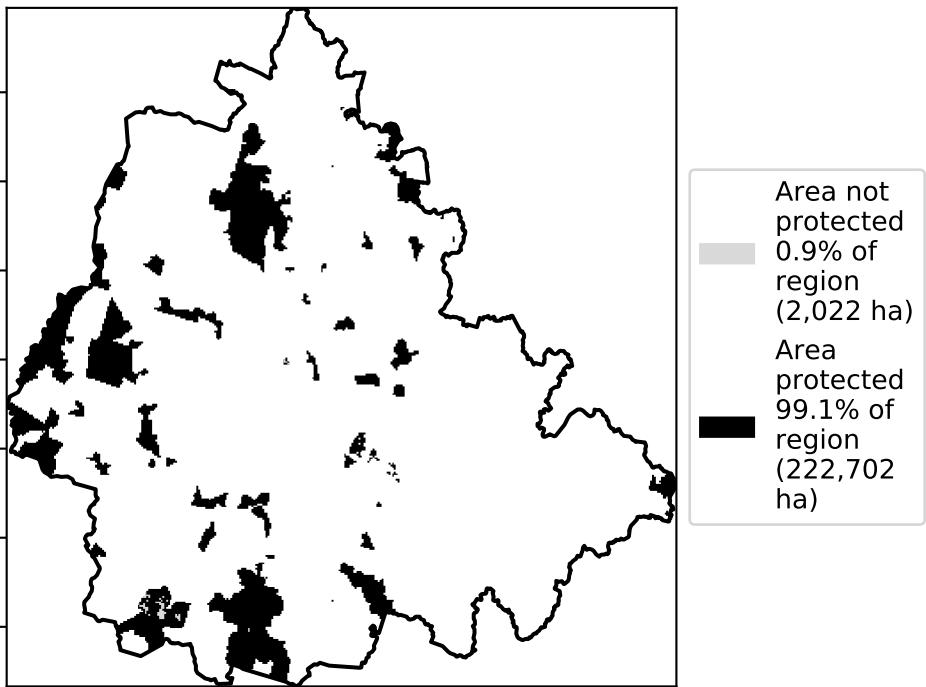 Area not
protected
0.9% of
region
(2,022 ha)
Area
protected
99.1% of
region
(222,702
ha)